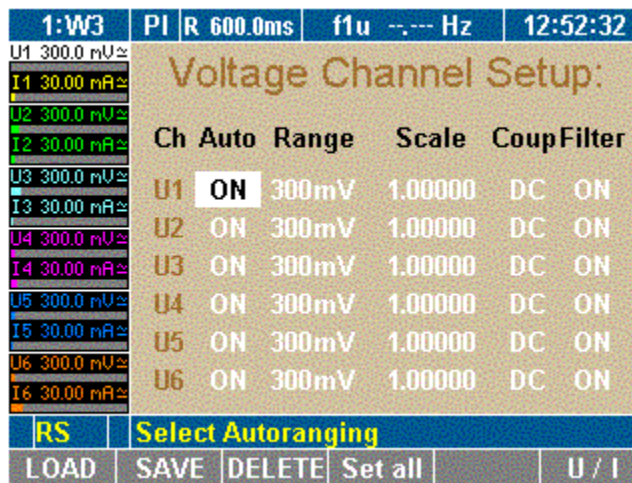 1:W3 PI R 600.0ms f1u --.--- Hz 12:52:32
U1 300.0 mV≃
I1 30.00 mA≃
U2 300.0 mV≃
I2 30.00 mA≃
U3 300.0 mV≃
I3 30.00 mA≃
U4 300.0 mV≃
I4 30.00 mA≃
U5 300.0 mV≃
I5 30.00 mA≃
U6 300.0 mV≃
I6 30.00 mA≃
Voltage Channel Setup:
Ch Auto Range Scale Coup Filter
U1 ON 300mV 1.00000 DC ON
U2 ON 300mV 1.00000 DC ON
U3 ON 300mV 1.00000 DC ON
U4 ON 300mV 1.00000 DC ON
U5 ON 300mV 1.00000 DC ON
U6 ON 300mV 1.00000 DC ON
RS Select Autoranging
LOAD SAVE DELETE Set all U / I